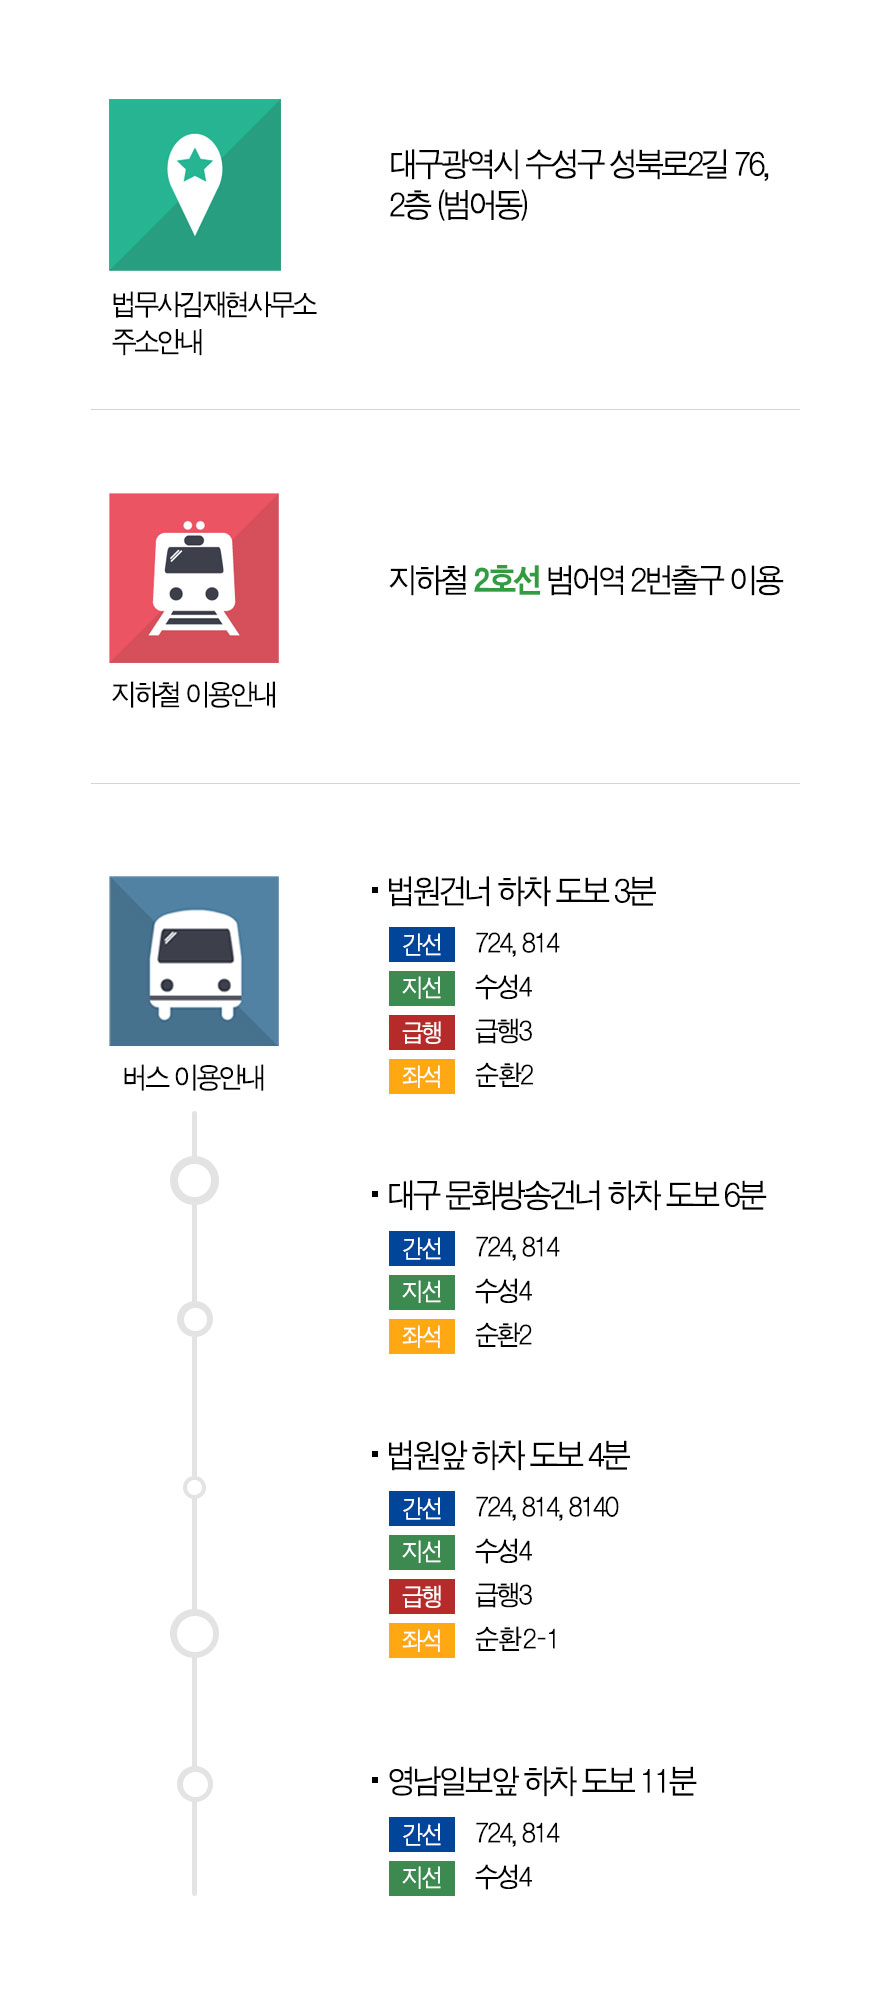 대구광역시 수성구 성북로2길 76,
2층 (범어동)
법무사김재현사무소
주소안내
지하철 2호선 범어역 2번출구 이용
지하철 이용안내
버스 이용안내
▪ 법원건너 하차 도보 3분
간선 724, 814
지선 수성4
급행 급행3
좌석 순환2
▪ 대구 문화방송건너 하차 도보 6분
간선 724, 814
지선 수성4
좌석 순환2
▪ 법원앞 하차 도보 4분
간선 724, 814, 8140
지선 수성4
급행 급행3
좌석 순환2-1
▪ 영남일보앞 하차 도보 11분
간선 724, 814
지선 수성4